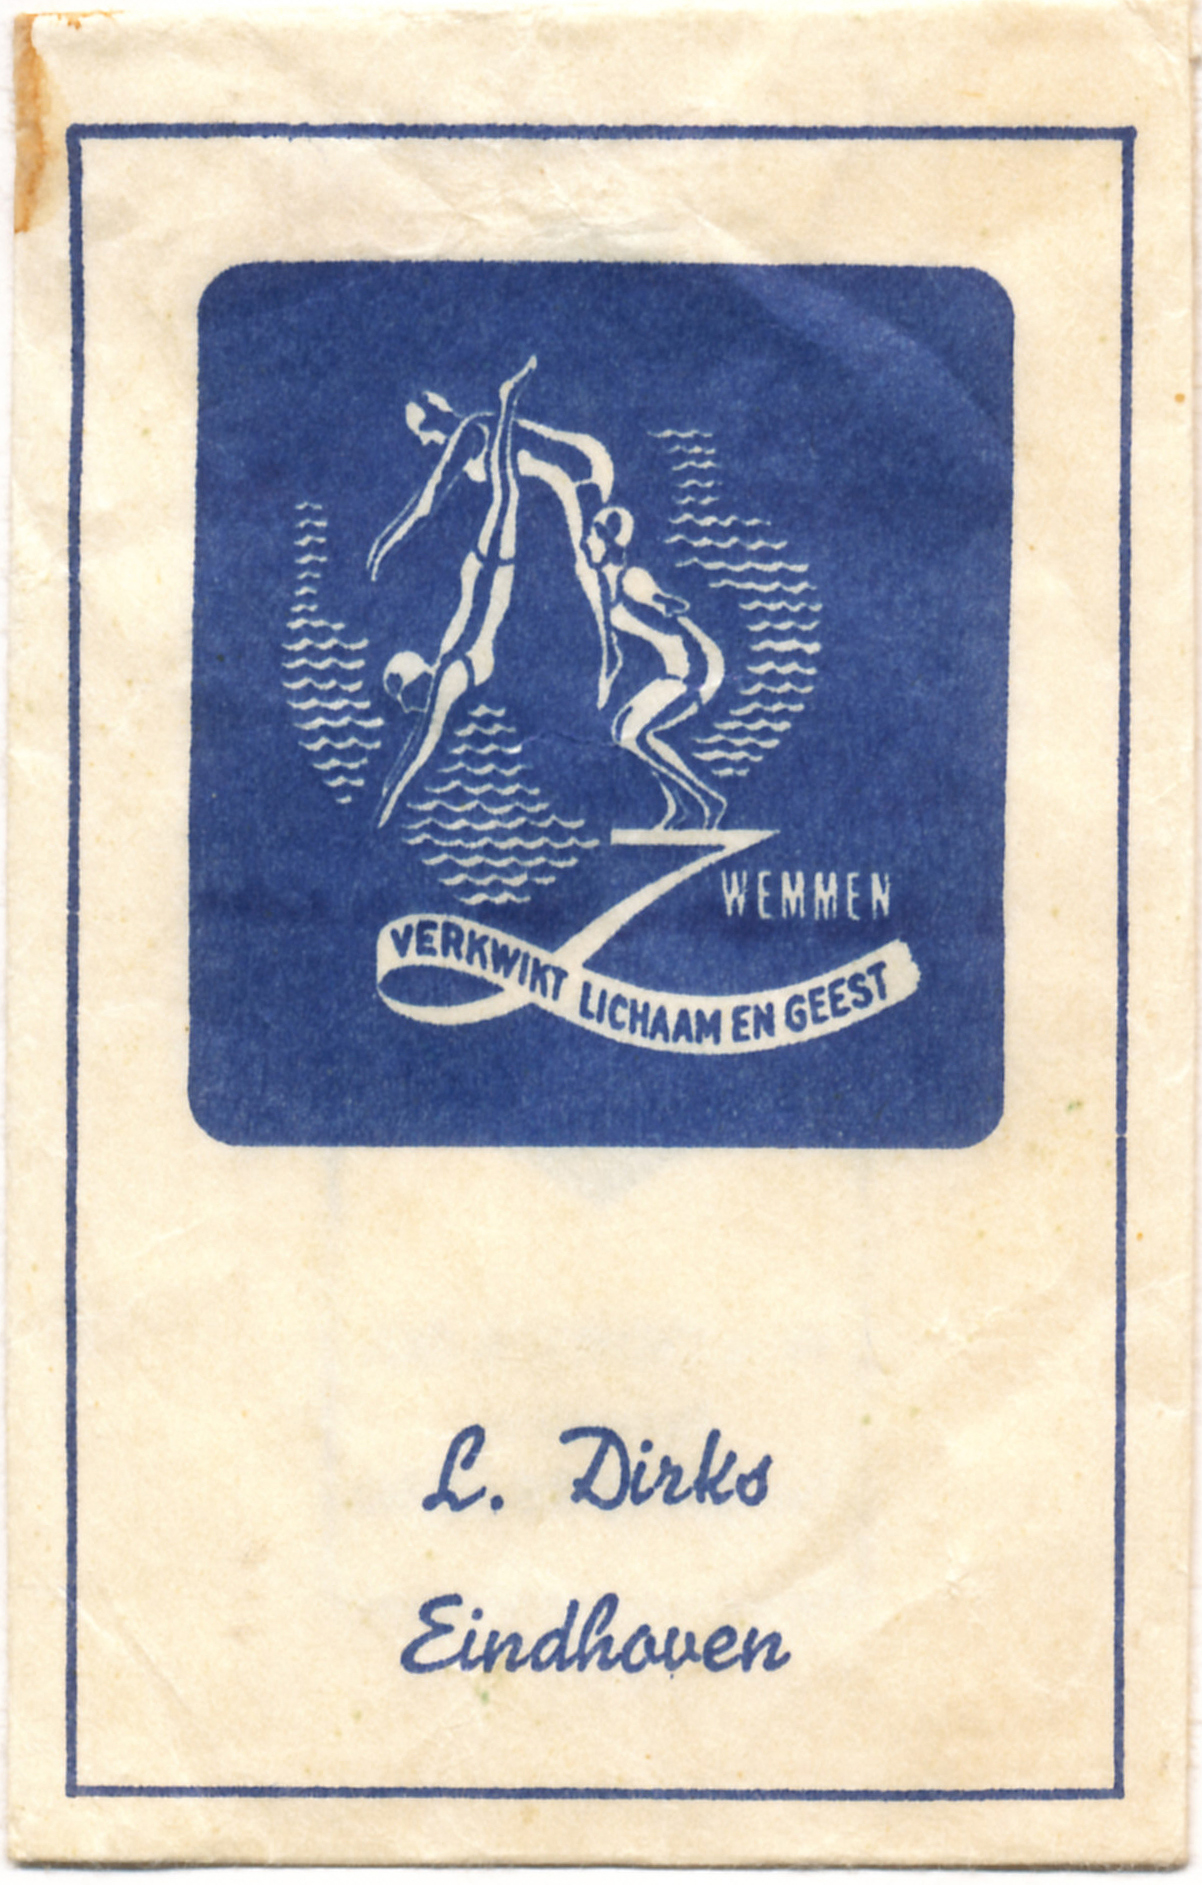 ZWEMMEN
VERKWIKT LICHAAM EN GEEST
L. Dirks
Eindhoven